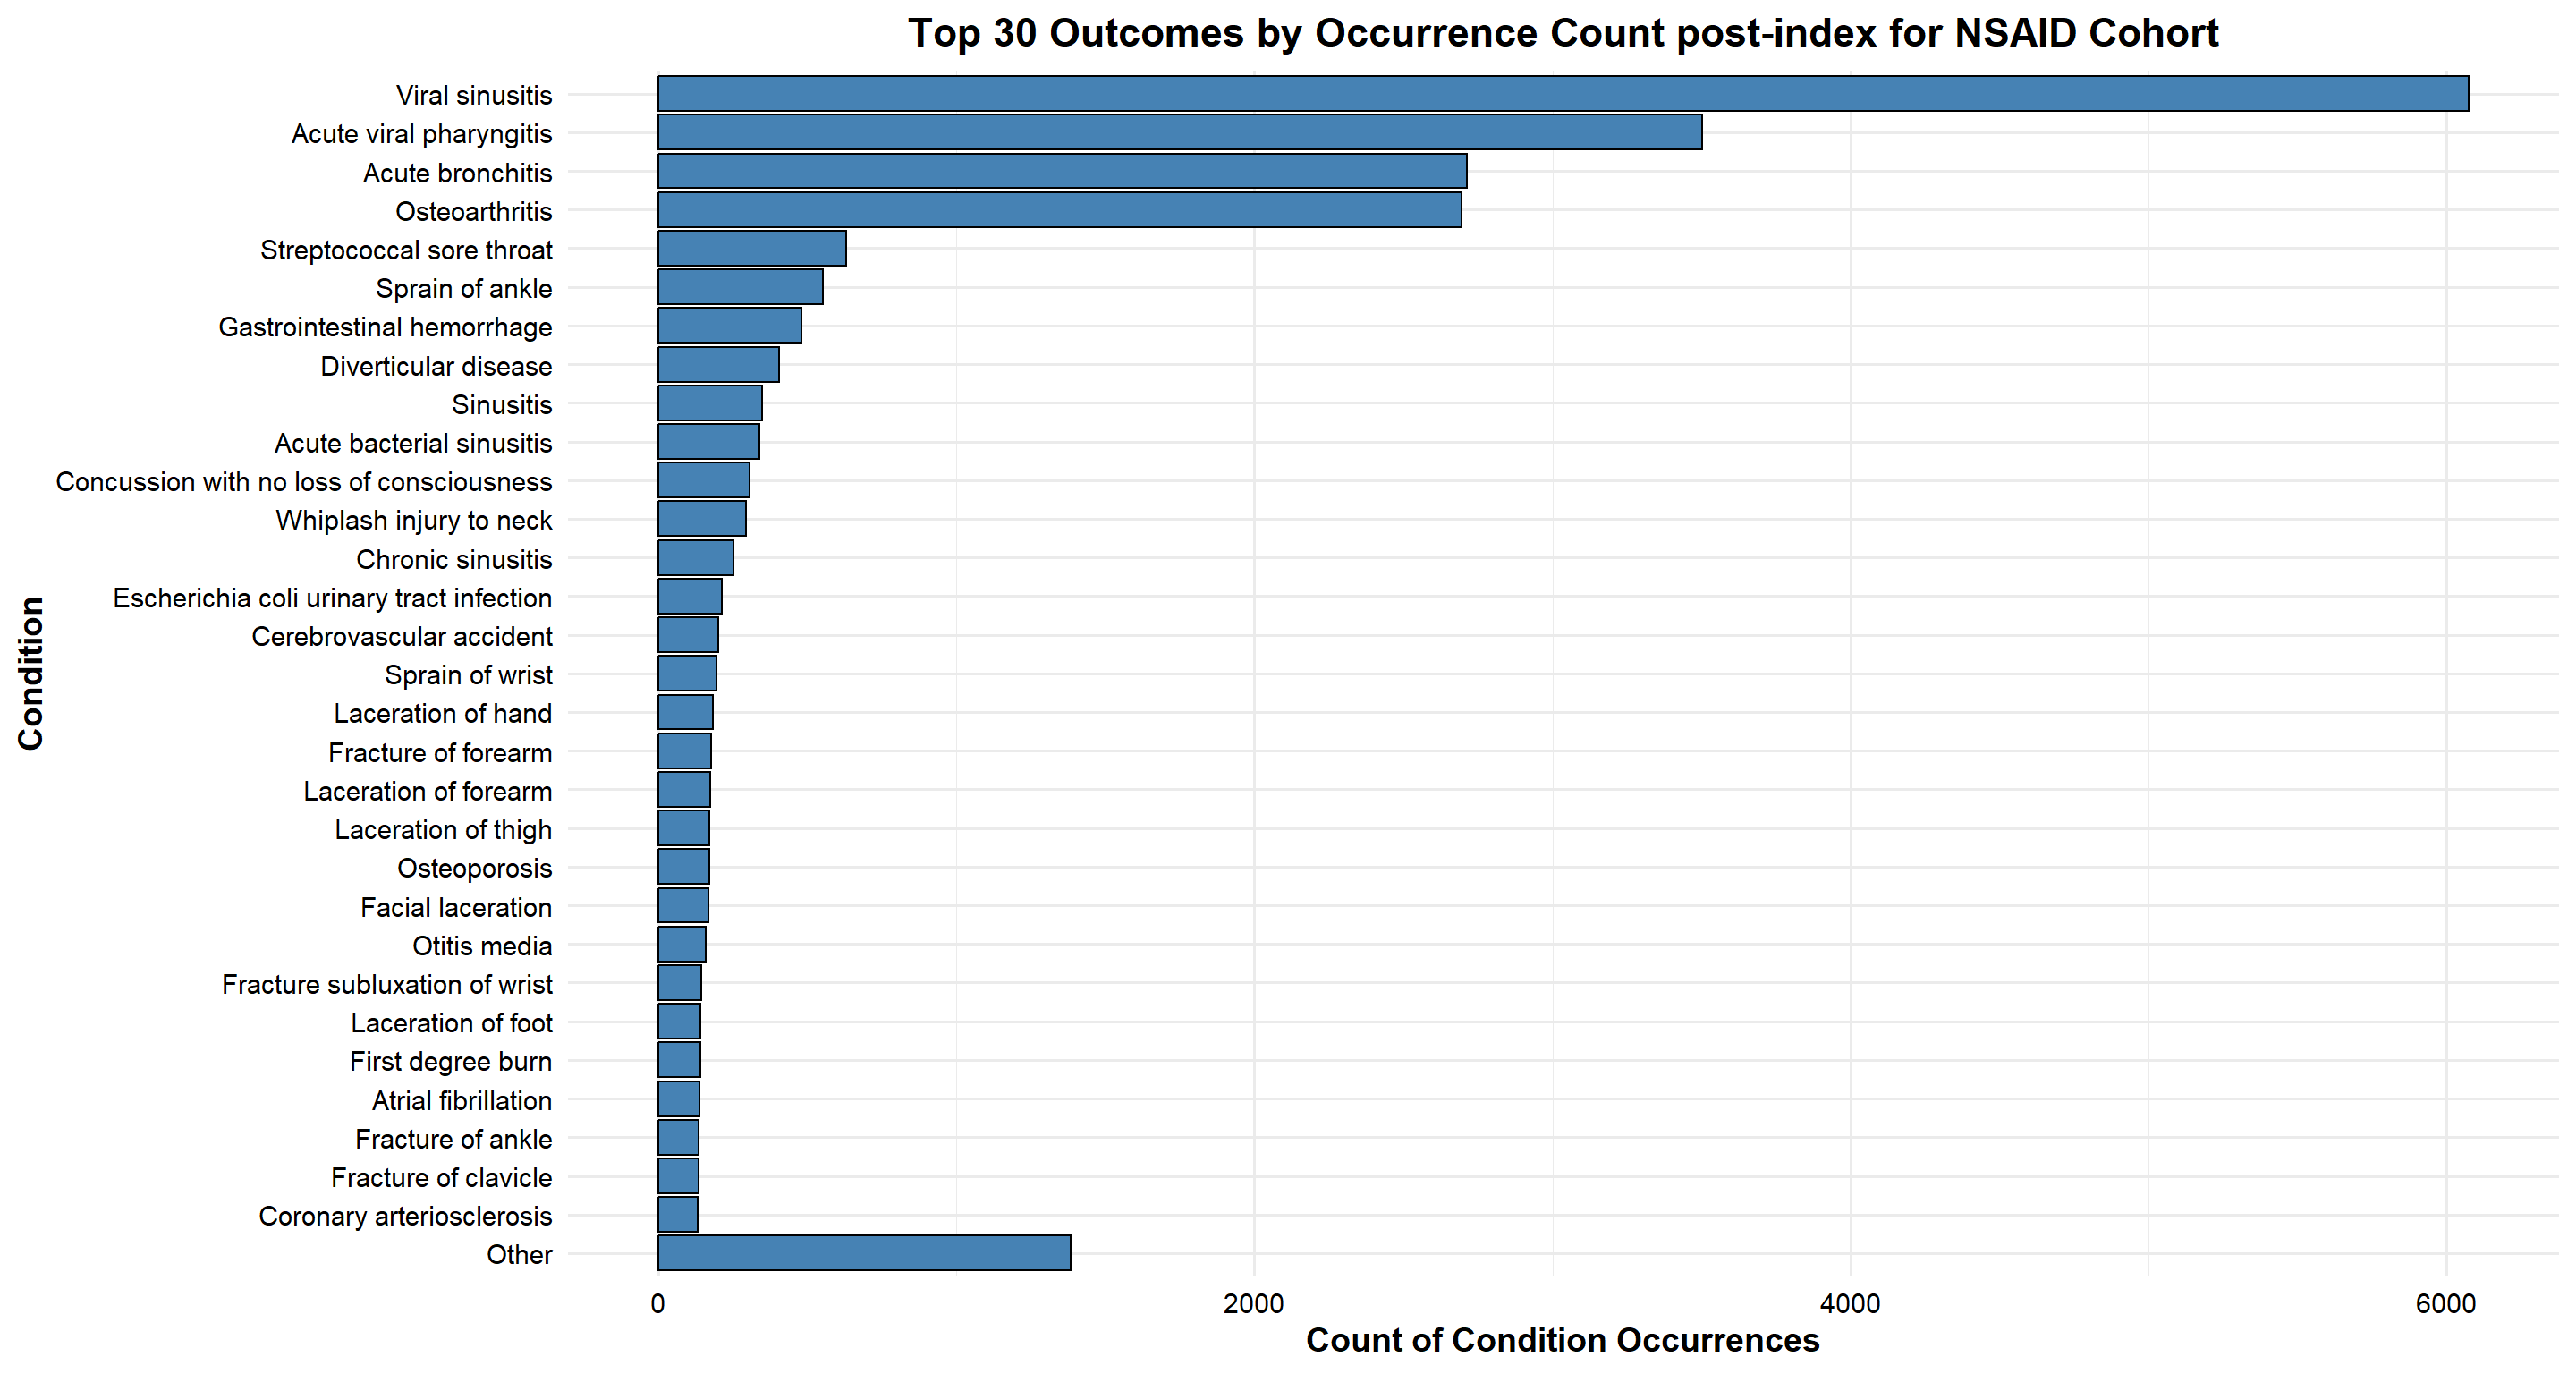 Top 30 Outcomes by Occurrence Count post-index for NSAID Cohort
Condition
Viral sinusitis
Acute viral pharyngitis
Acute bronchitis
Osteoarthritis
Streptococcal sore throat
Sprain of ankle
Gastrointestinal hemorrhage
Diverticular disease
Sinusitis
Acute bacterial sinusitis
Concussion with no loss of consciousness
Whiplash injury to neck
Chronic sinusitis
Escherichia coli urinary tract infection
Cerebrovascular accident
Sprain of wrist
Laceration of hand
Fracture of forearm
Laceration of forearm
Laceration of thigh
Osteoporosis
Facial laceration
Otitis media
Fracture subluxation of wrist
Laceration of foot
First degree burn
Atrial fibrillation
Fracture of ankle
Fracture of clavicle
Coronary arteriosclerosis
Other
0 2000 4000 6000
Count of Condition Occurrences